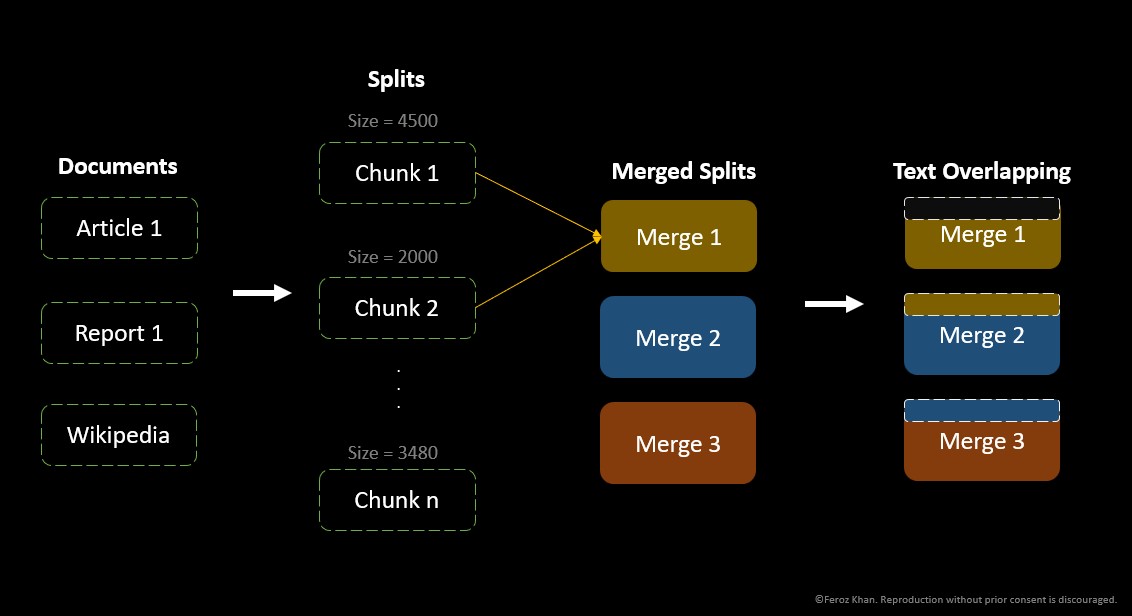 Documents
Article 1
Report 1
Wikipedia
Splits
Size = 4500
Chunk 1
Size = 2000
Chunk 2
.
.
.
Size = 3480
Chunk n
Merged Splits
Merge 1
Merge 2
Merge 3
Text Overlapping
Merge 1
Merge 2
Merge 3
©Feroz Khan. Reproduction without prior consent is discouraged.